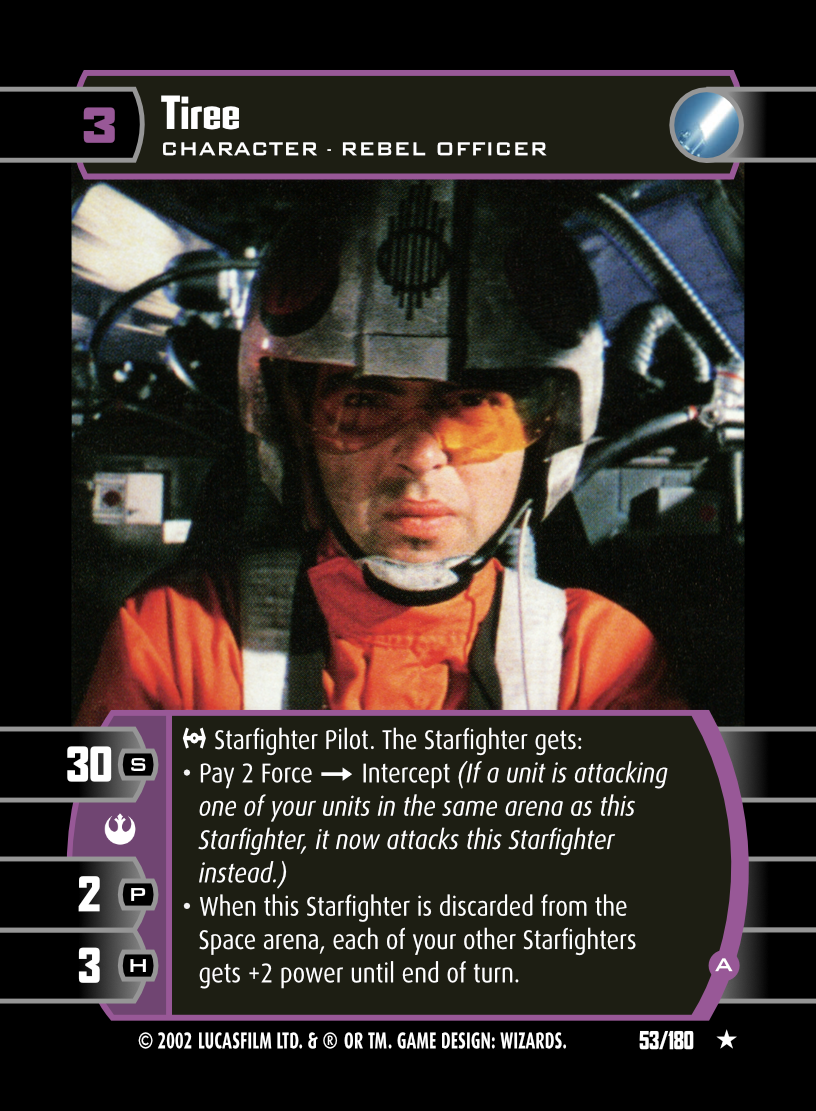 3
Tiree
CHARACTER · REBEL OFFICER
Starfighter Pilot. The Starfighter gets:
• Pay 2 Force → Intercept (If a unit is attacking
one of your units in the same arena as this
Starfighter, it now attacks this Starfighter
instead.)
• When this Starfighter is discarded from the
Space arena, each of your other Starfighters
gets +2 power until end of turn.
30 S
2 P
3 H
A
© 2002 LUCASFILM LTD. & ® OR TM. GAME DESIGN: WIZARDS.
53/180 ★